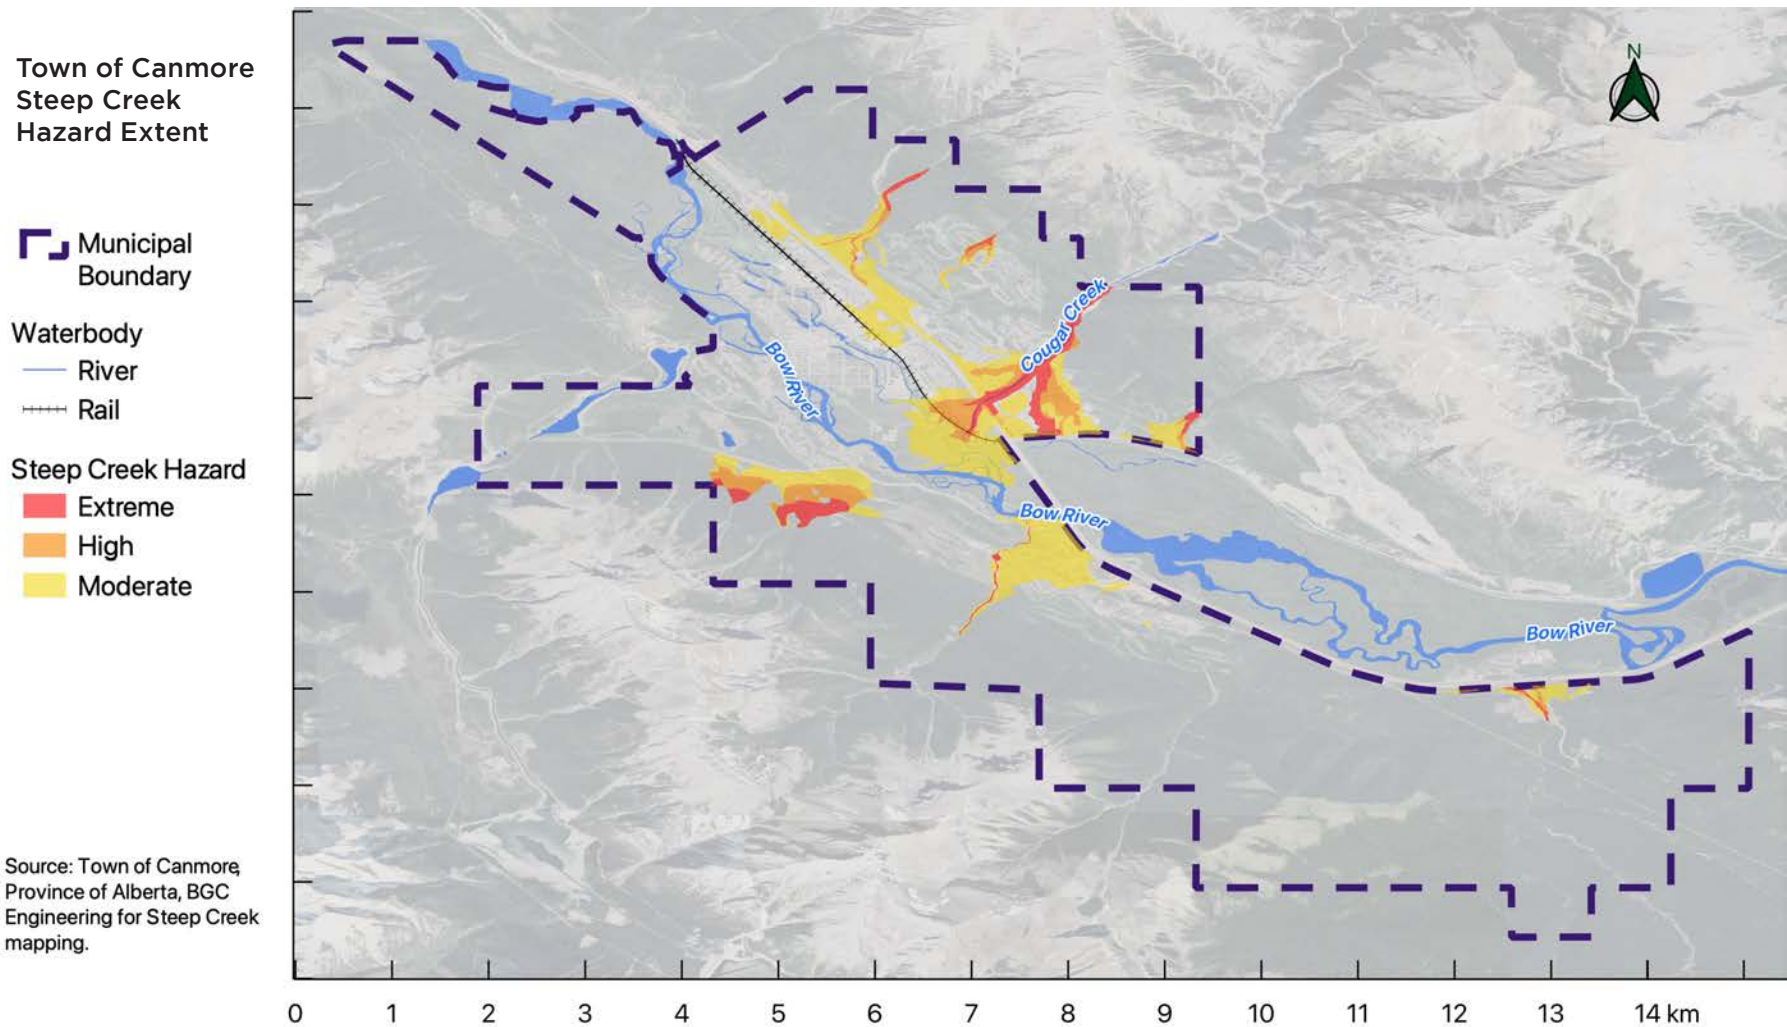 Town of Canmore
Steep Creek
Hazard Extent
N
Municipal
Boundary
Waterbody
River
Rail
Steep Creek Hazard
Extreme
High
Moderate
Cougar Creek
Bow River
Bow River
Bow River
Source: Town of Canmore,
Province of Alberta, BGC
Engineering for Steep Creek
mapping.
0 1 2 3 4 5 6 7 8 9 10 11 12 13 14 km